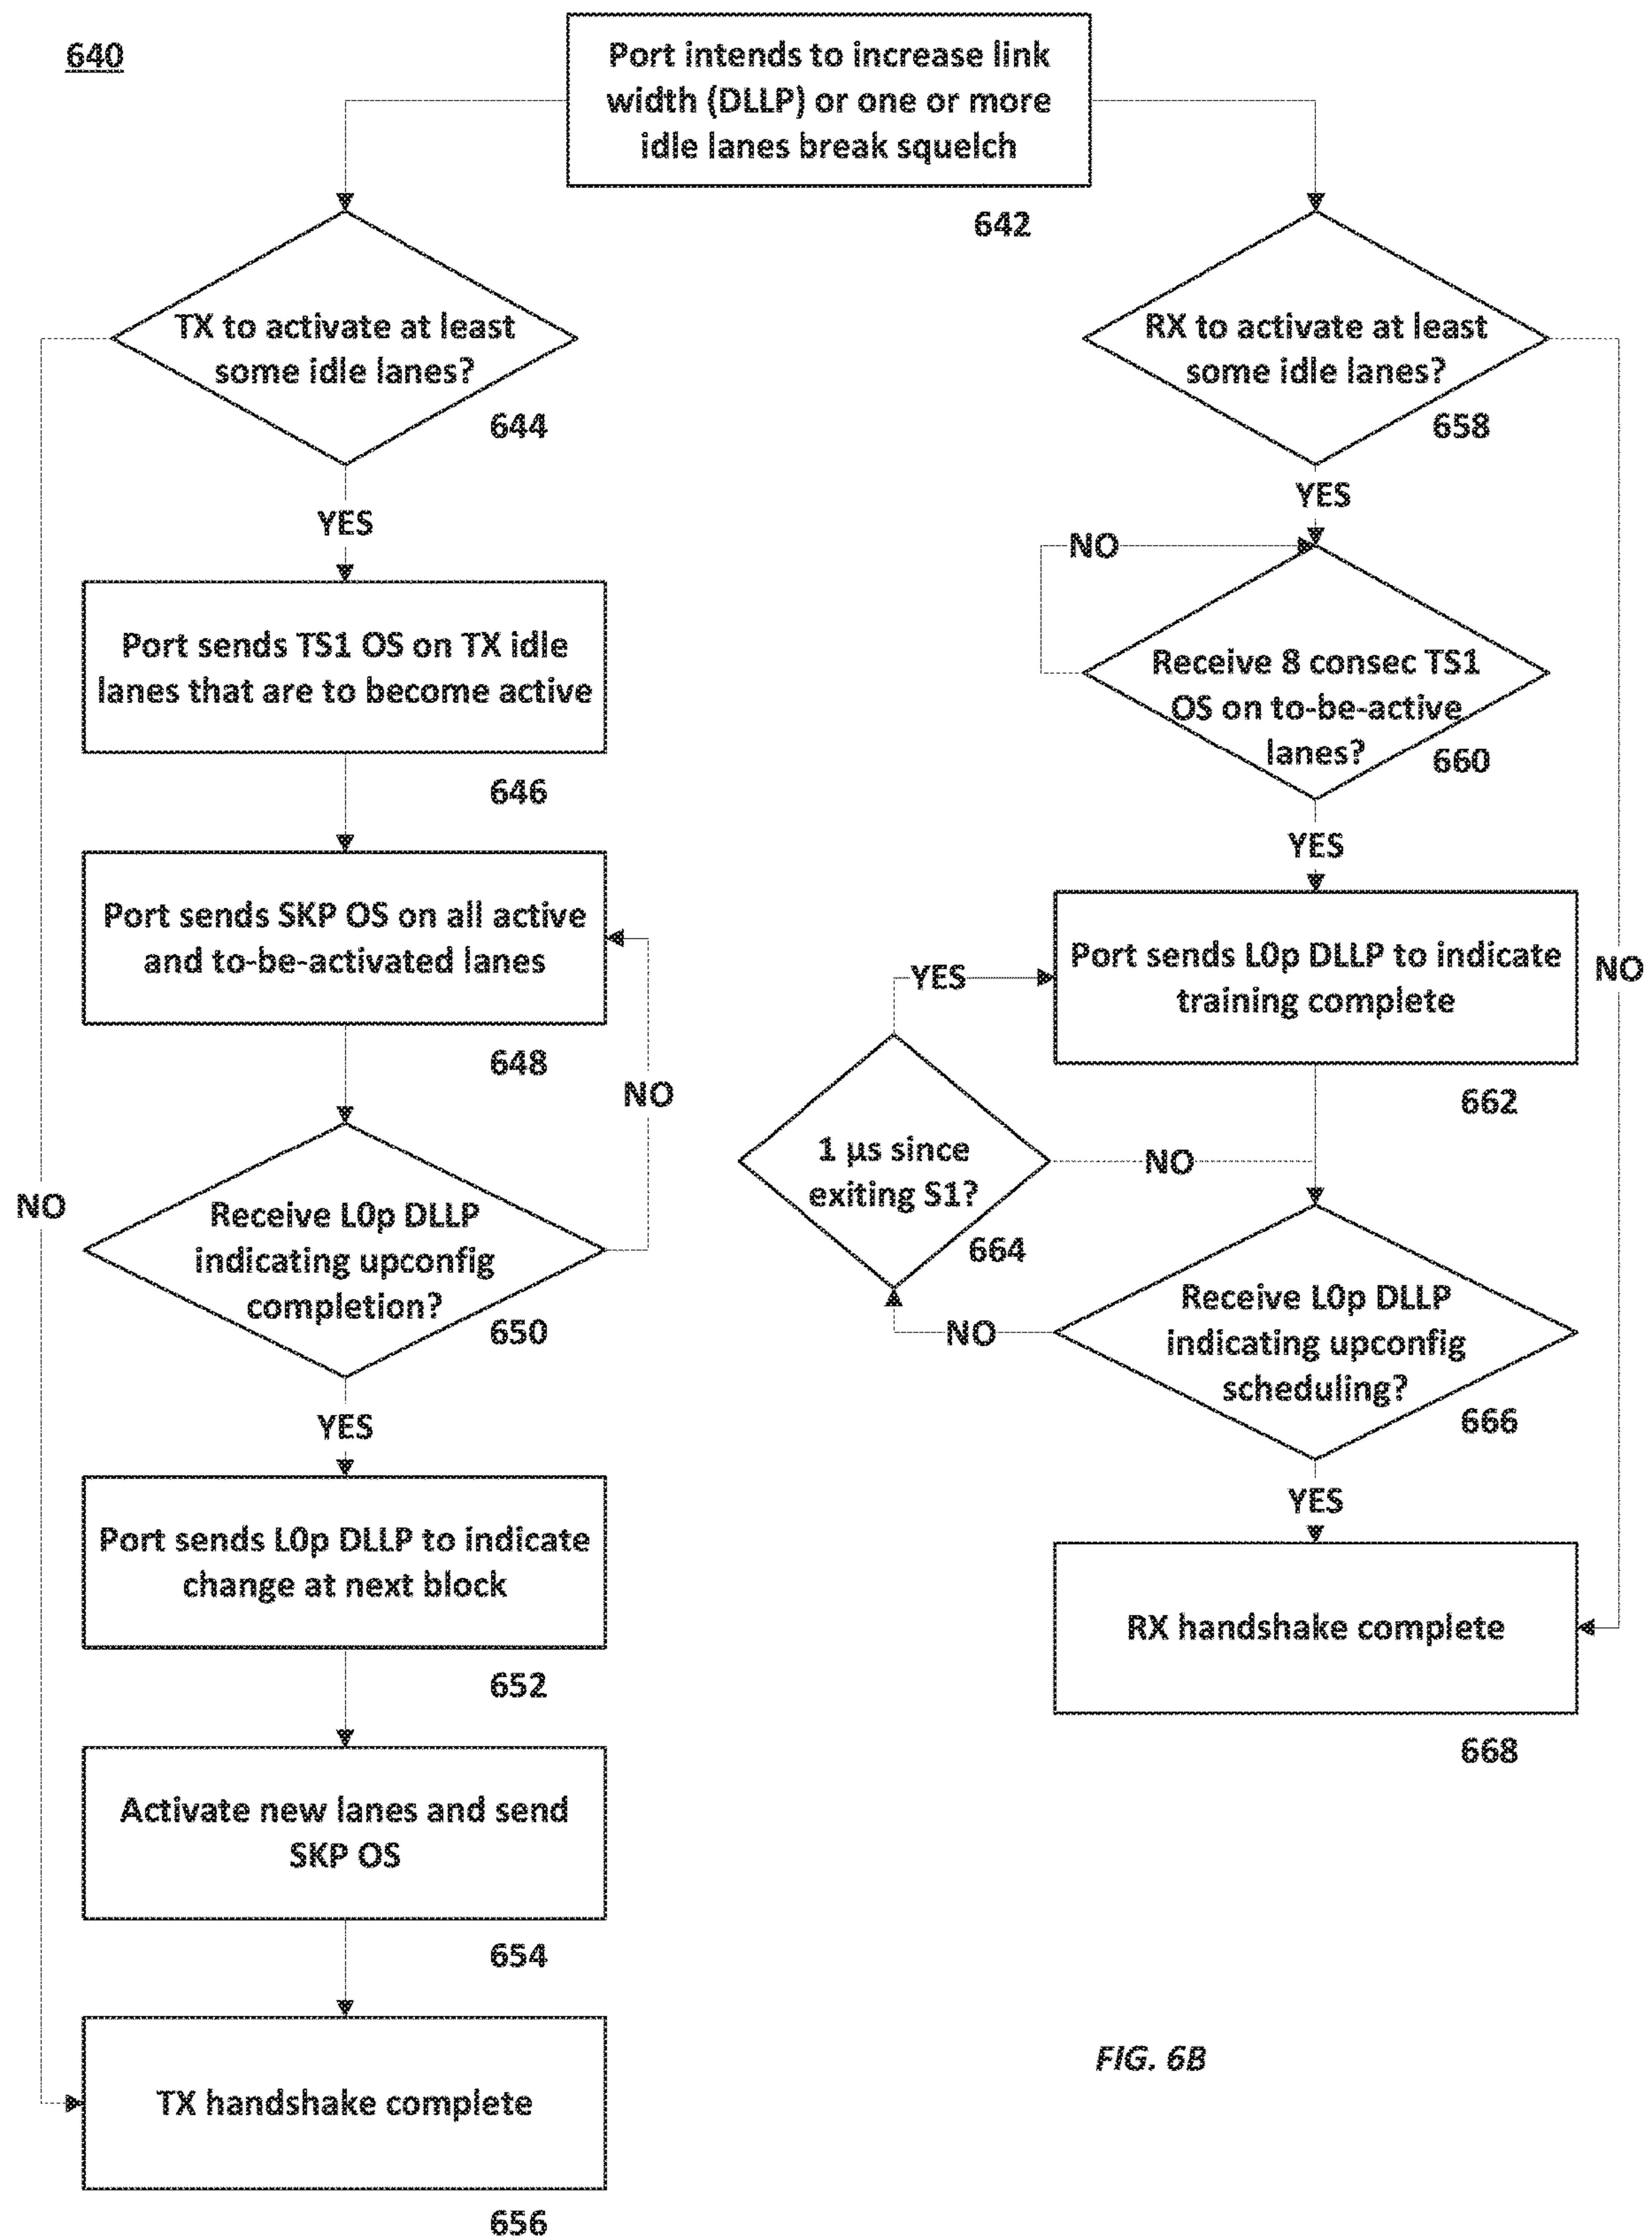 640
Port intends to increase link
width (DLLP) or one or more
idle lanes break squelch
642
TX to activate at least
some idle lanes?
644
YES
NO
Port sends TS1 OS on TX idle
lanes that are to become active
646
Port sends SKP OS on all active
and to-be-activated lanes
648
NO
Receive L0p DLLP
indicating upconfig
completion?
650
YES
Port sends L0p DLLP to indicate
change at next block
652
Activate new lanes and send
SKP OS
654
TX handshake complete
656
RX to activate at least
some idle lanes?
658
YES
NO
NO
Receive 8 consec TS1
OS on to-be-active
lanes?
660
YES
Port sends L0p DLLP to indicate
training complete
662
YES
1 µs since
exiting S1?
664
NO
NO
Receive L0p DLLP
indicating upconfig
scheduling?
666
YES
RX handshake complete
668
FIG. 6B